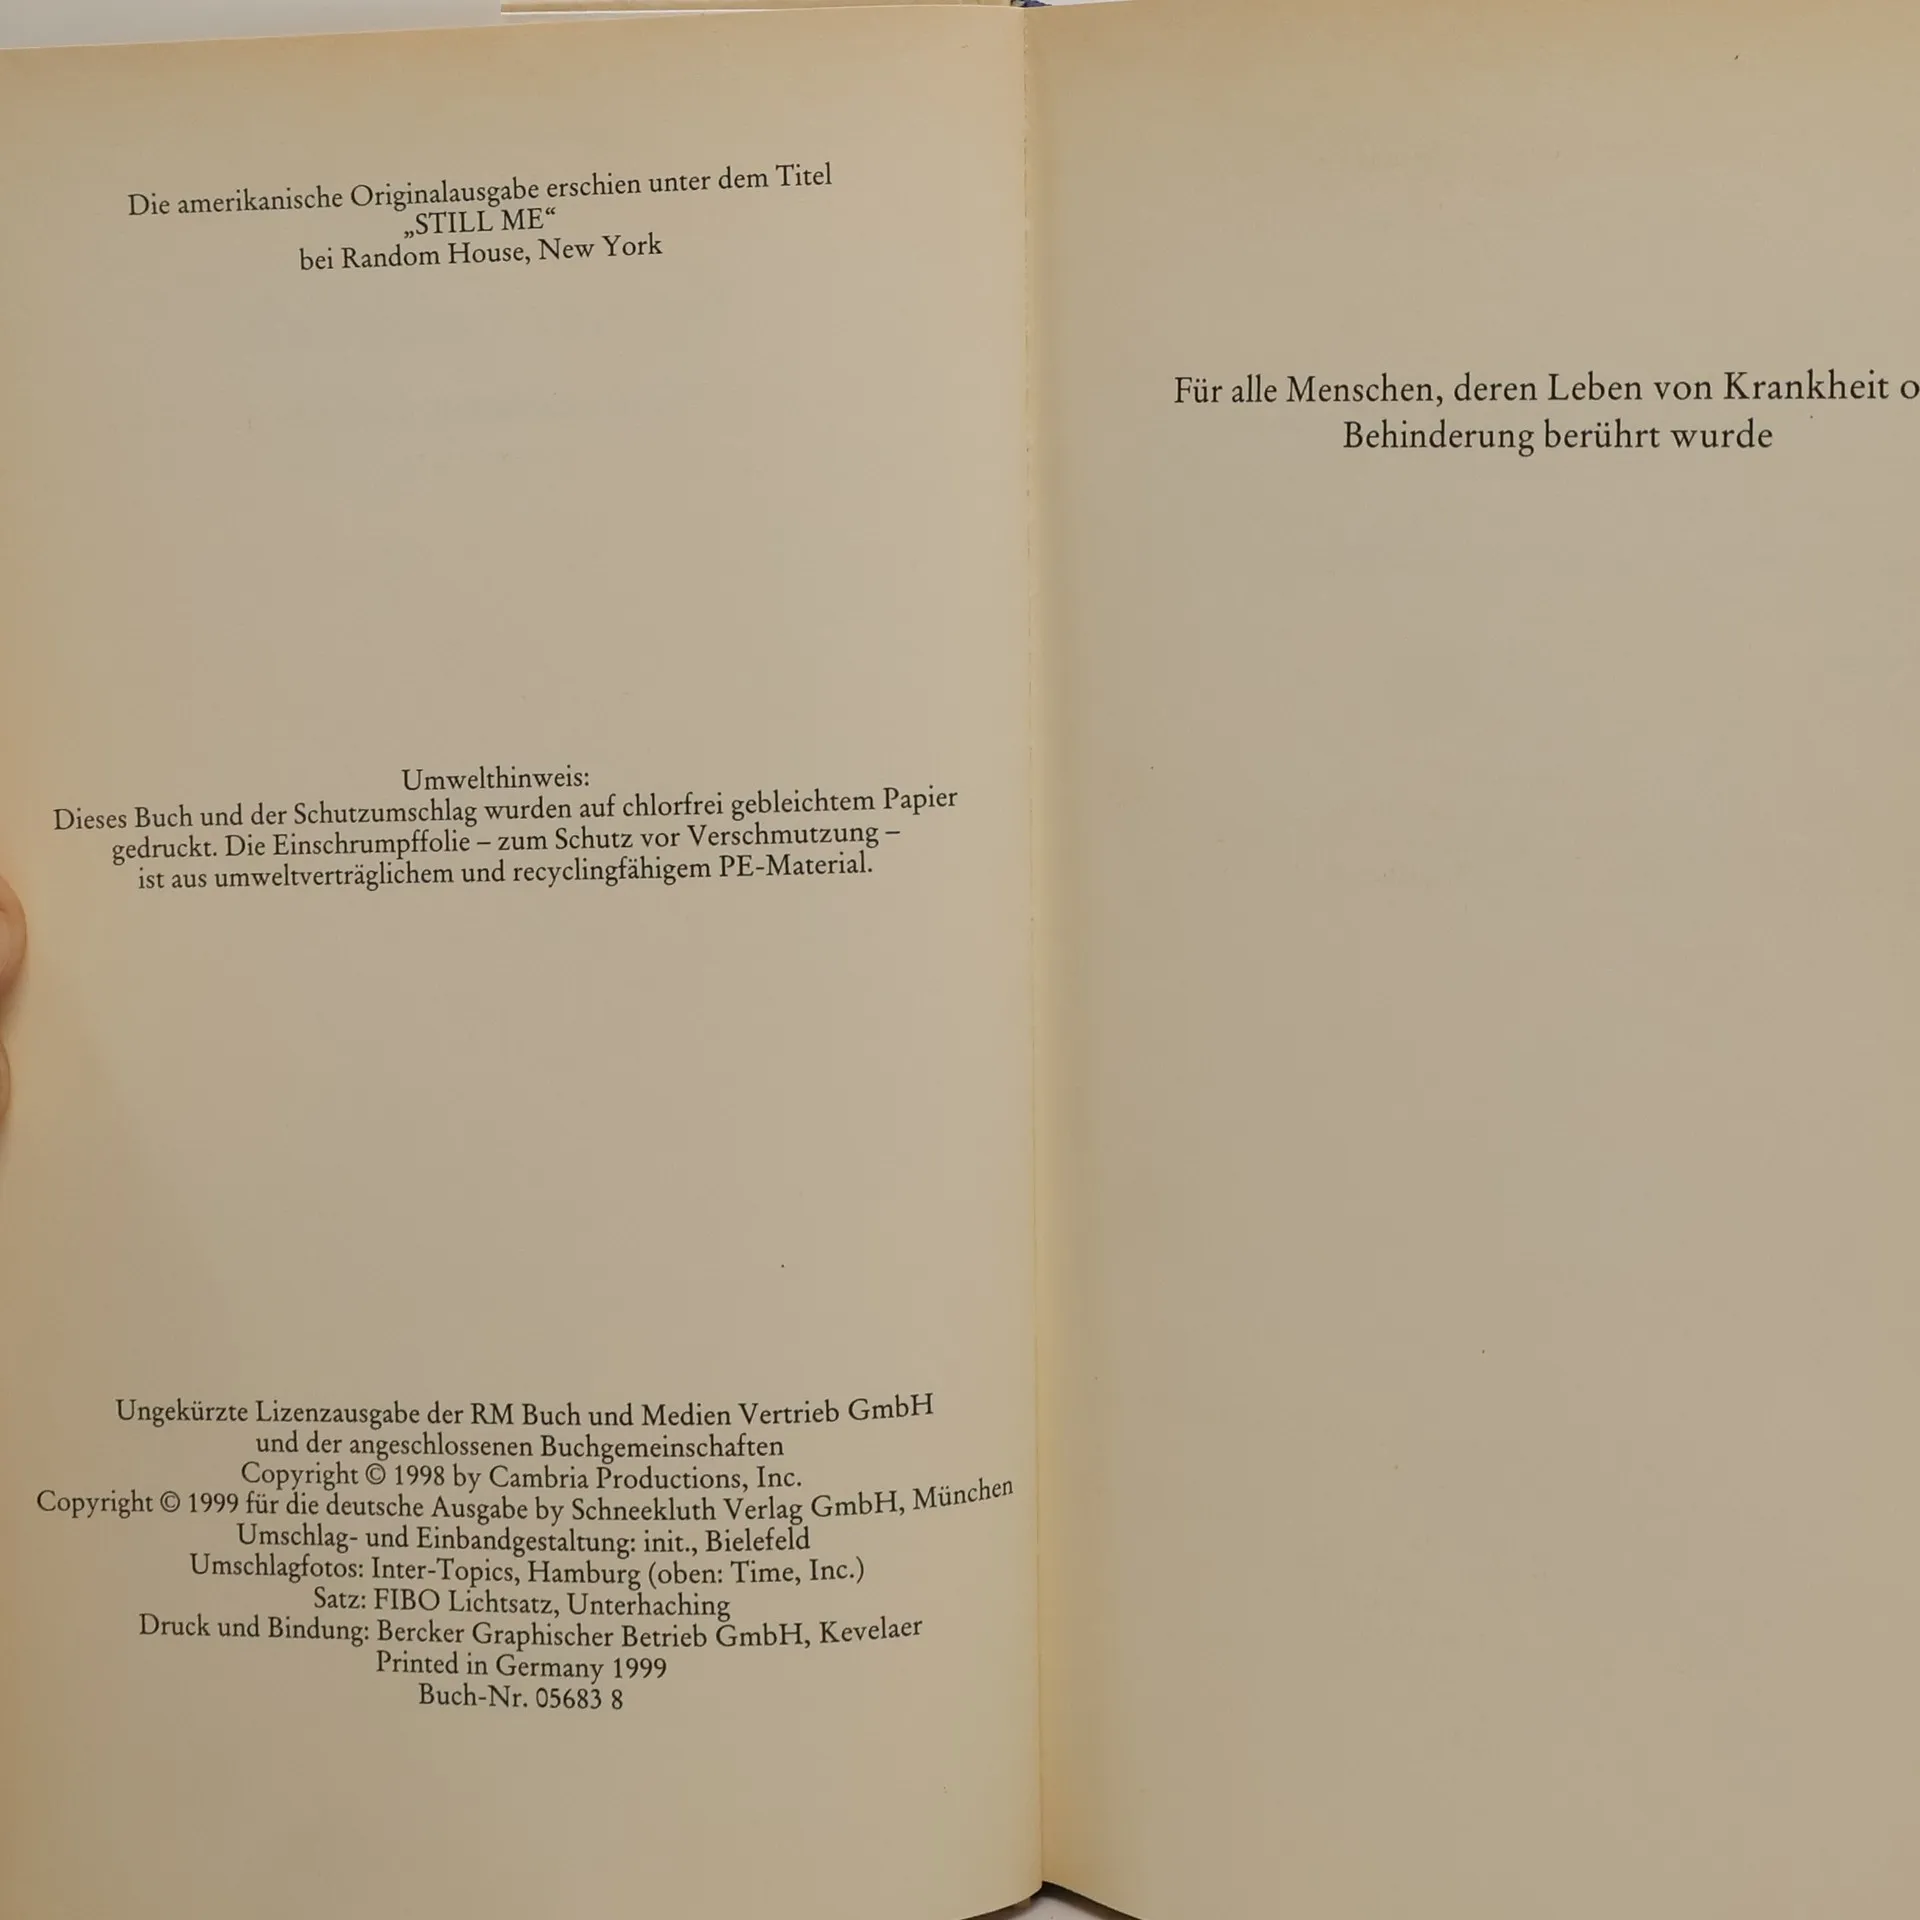 Die amerikanische Originalausgabe erschien unter dem Titel
„STILL ME“
bei Random House, New York
Umwelthinweis:
Dieses Buch und der Schutzumschlag wurden auf chlorfrei gebleichtem Papier
gedruckt. Die Einschrumpffolie – zum Schutz vor Verschmutzung –
ist aus umweltverträglichem und recyclingfähigem PE-Material.
Ungekürzte Lizenzausgabe der RM Buch und Medien Vertrieb GmbH
und der angeschlossenen Buchgemeinschaften
Copyright © 1998 by Cambria Productions, Inc.
Copyright © 1999 für die deutsche Ausgabe by Schneekluth Verlag GmbH, München
Umschlag- und Einbandgestaltung: init., Bielefeld
Umschlagfotos: Inter-Topics, Hamburg (oben: Time, Inc.)
Satz: FIBO Lichtsatz, Unterhaching
Druck und Bindung: Bercker Graphischer Betrieb GmbH, Kevelaer
Printed in Germany 1999
Buch-Nr. 05683 8
Für alle Menschen, deren Leben von Krankheit
Behinderung berührt wurde